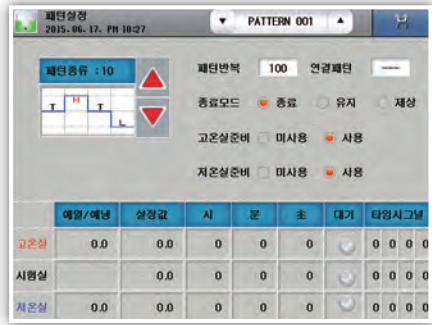 패턴설정
2015. 06. 17. PM 10:27
▼ PATTERN 001 ▲
패턴종류 :10
T H T L
패턴반복 100 연결패턴 ----
종료모드 종료 유지 제상
고온실준비 미사용 사용
저온실준비 미사용 사용
예열/예냉 설정값 시 분 초 대기 타임시그널
고온실 0.0 0.0 0 0 0 0 0 0 0
시험실 0.0 0 0 0 0 0 0 0
저온실 0.0 0.0 0 0 0 0 0 0 0